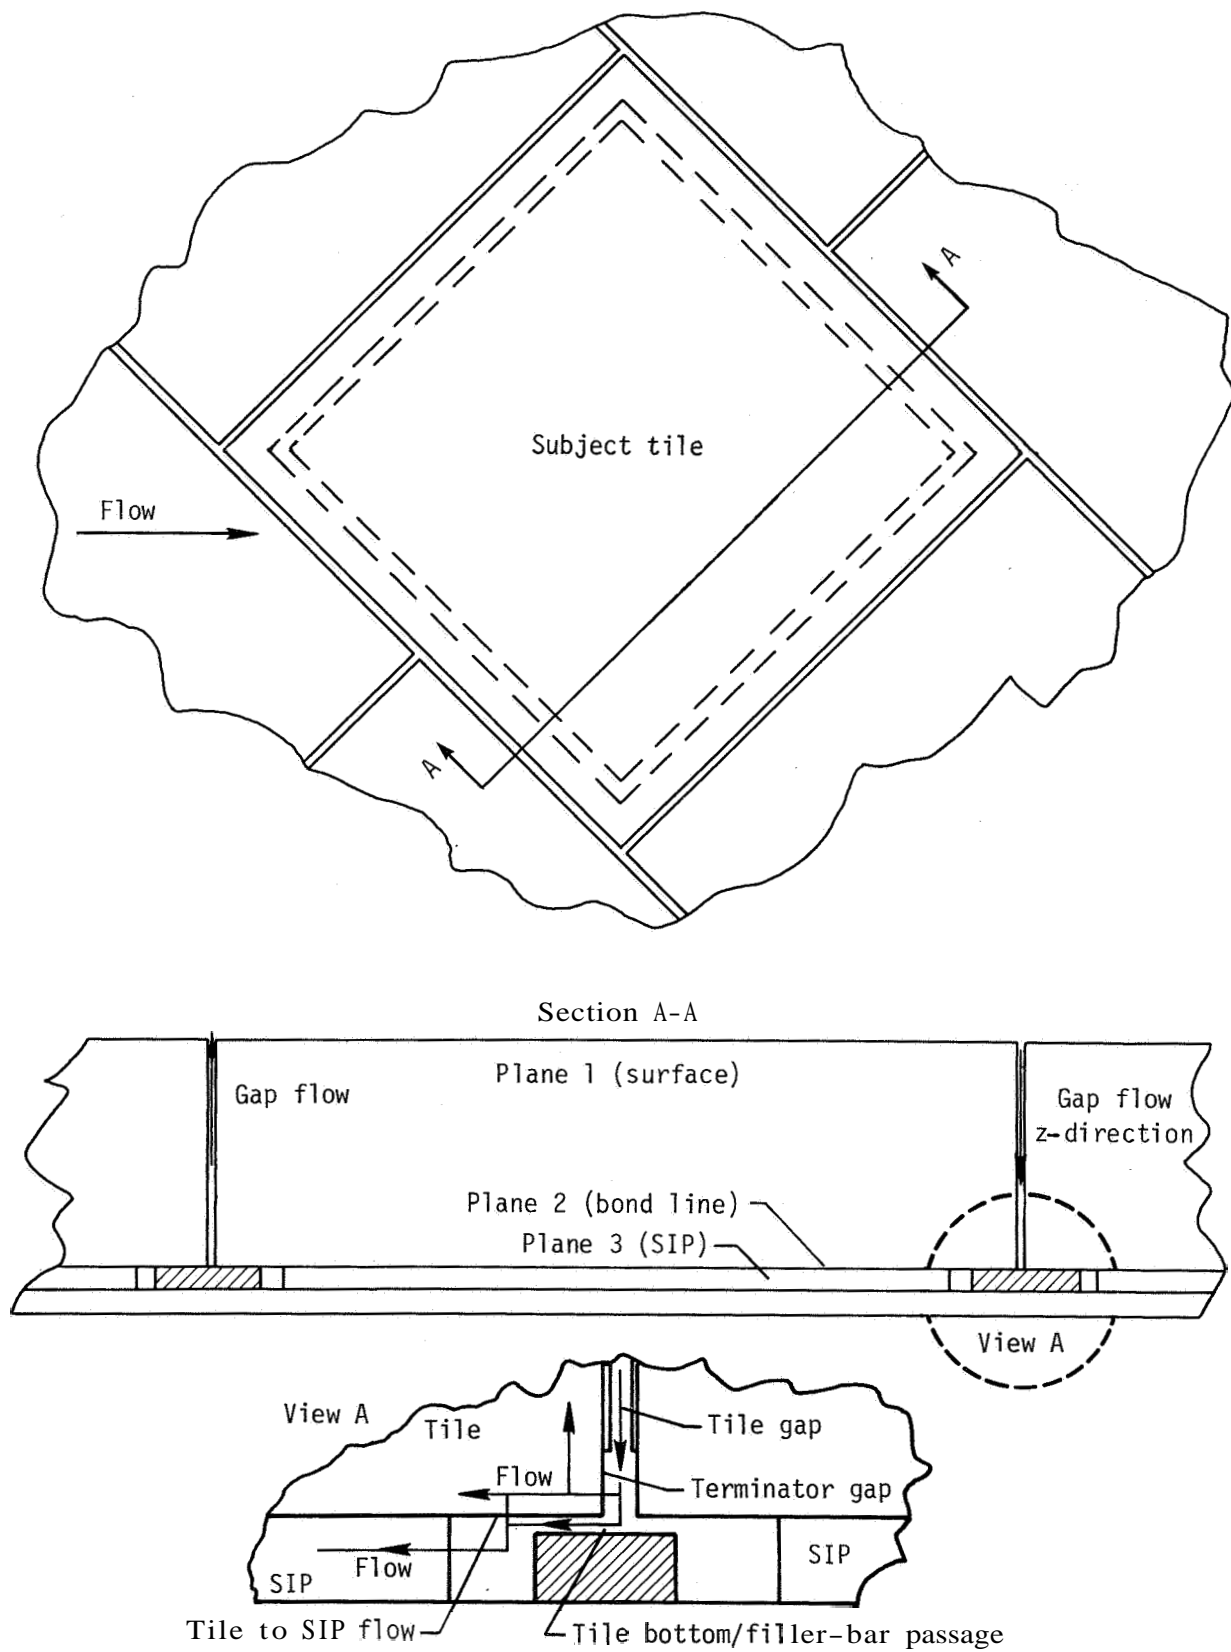 A
Subject tile
Flow
A
Section A-A
Plane 1 (surface)
Gap flow
Gap flow
z-direction
Plane 2 (bond line)
Plane 3 (SIP)
View A
View A
Tile
Tile gap
Flow
Terminator gap
SIP
Flow
SIP
Tile to SIP flow
Tile bottom/filler-bar passage